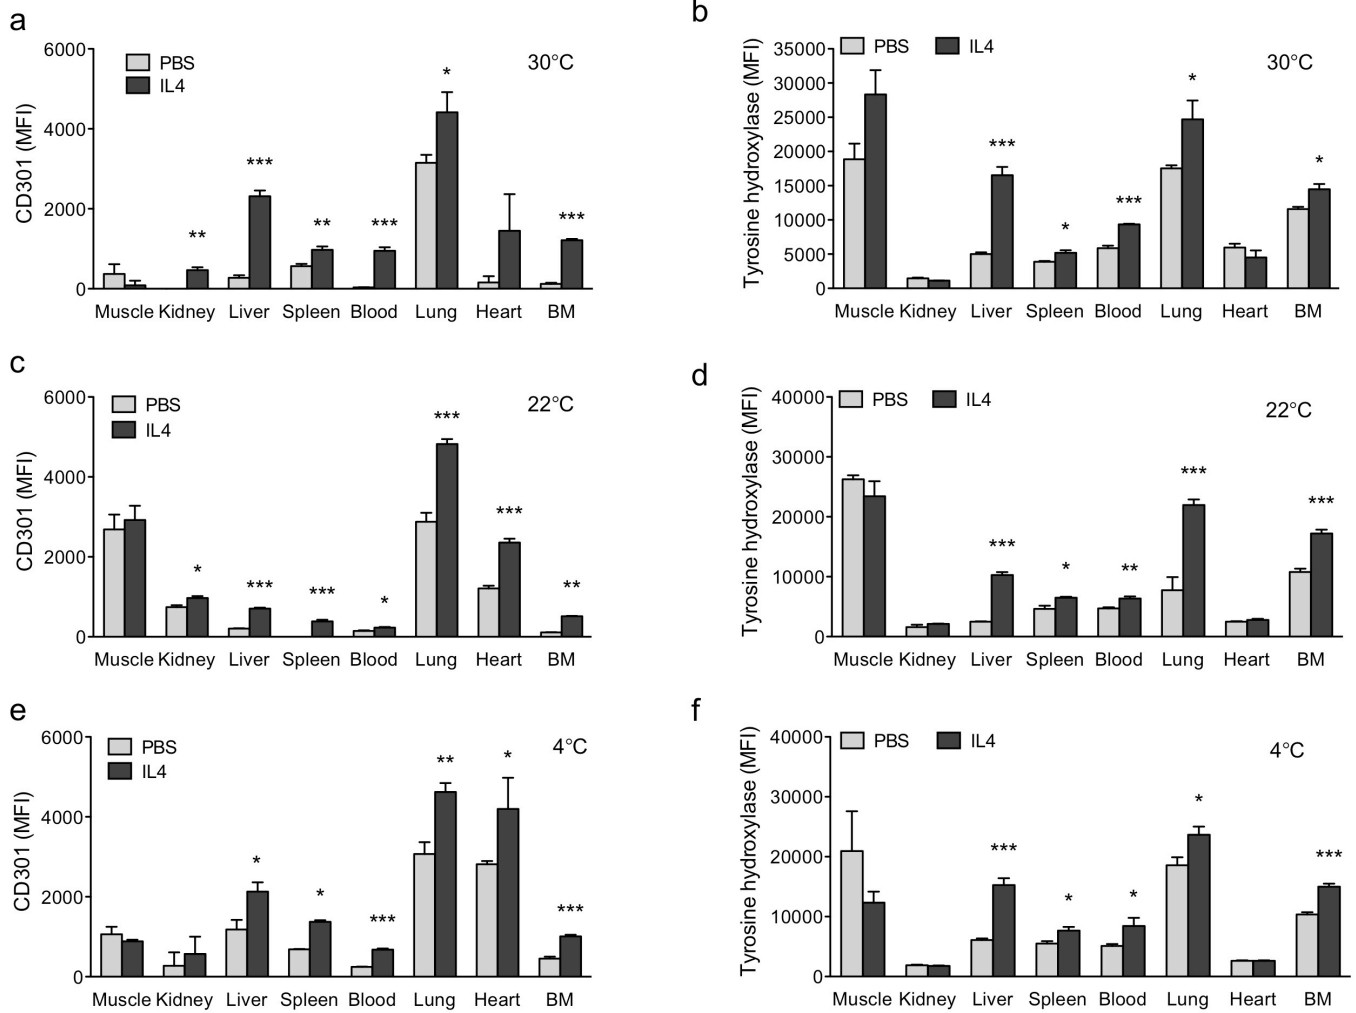 a
PBS
IL4
30°C
CD301 (MFI)
6000
4000
2000
0
** *** ** *** * ***
Muscle Kidney Liver Spleen Blood Lung Heart BM
b
PBS IL4
30°C
Tyrosine hydroxylase (MFI)
35000
30000
25000
20000
15000
10000
5000
0
*** * *** * *
Muscle Kidney Liver Spleen Blood Lung Heart BM
c
PBS
IL4
22°C
CD301 (MFI)
6000
4000
2000
0
* *** *** * *** *** **
Muscle Kidney Liver Spleen Blood Lung Heart BM
d
PBS IL4
22°C
Tyrosine hydroxylase (MFI)
40000
30000
20000
10000
0
*** * ** *** ***
Muscle Kidney Liver Spleen Blood Lung Heart BM
e
PBS
IL4
4°C
CD301 (MFI)
6000
4000
2000
0
* * *** ** * ***
Muscle Kidney Liver Spleen Blood Lung Heart BM
f
PBS IL4
4°C
Tyrosine hydroxylase (MFI)
40000
30000
20000
10000
0
*** * * * ***
Muscle Kidney Liver Spleen Blood Lung Heart BM